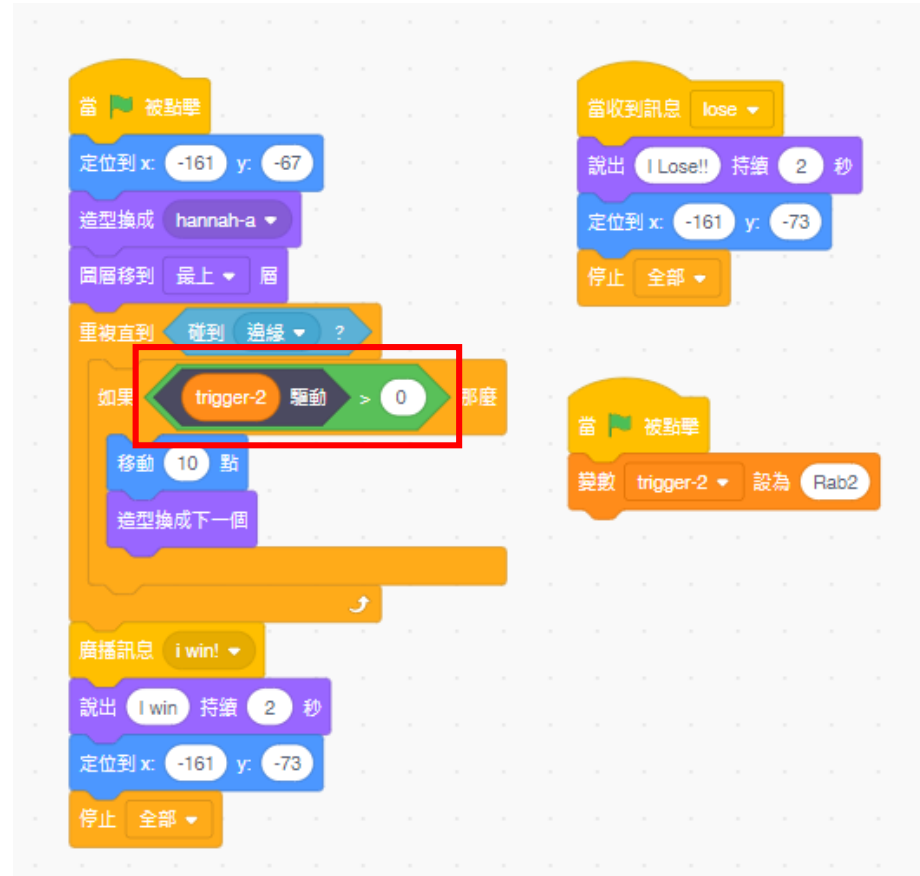 當 被點擊
定位到 x: -161 y: -67
造型換成 hannah-a
圖層移到 最上 層
重複直到 碰到 邊緣 ?
如果 trigger-2 驅動 > 0 那麼
移動 10 點
造型換成下一個
廣播訊息 i win!
說出 I win 持續 2 秒
定位到 x: -161 y: -73
停止 全部
當收到訊息 lose
說出 I Lose!! 持續 2 秒
定位到 x: -161 y: -73
停止 全部
當 被點擊
變數 trigger-2 設為 Rab2